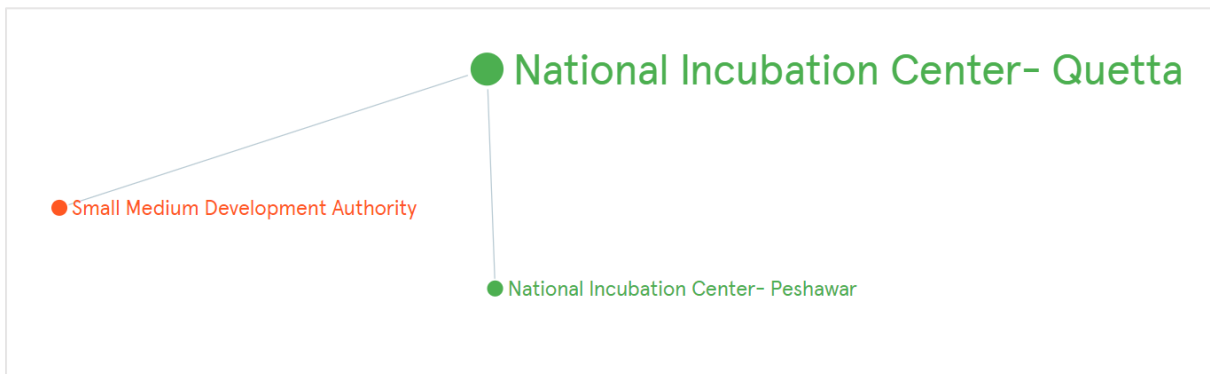 National Incubation Center- Quetta
Small Medium Development Authority
National Incubation Center- Peshawar